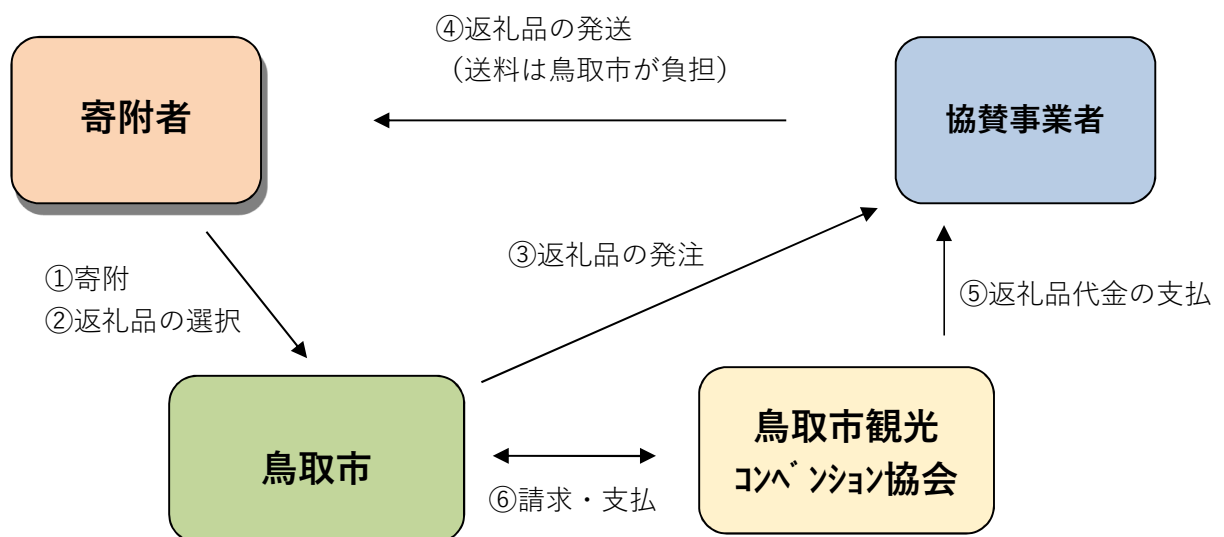 ④返礼品の発送
（送料は鳥取市が負担）
寄附者
協賛事業者
③返礼品の発注
①寄附
②返礼品の選択
⑤返礼品代金の支払
鳥取市
鳥取市観光
ｺﾝﾍﾞﾝｼｮﾝ協会
⑥請求・支払